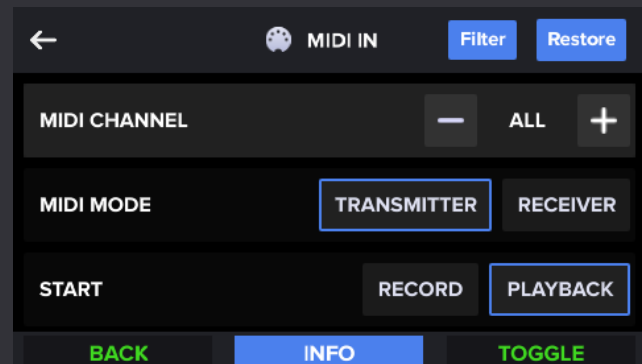 MIDI IN Filter Restore
MIDI CHANNEL ALL
MIDI MODE TRANSMITTER RECEIVER
START RECORD PLAYBACK
BACK INFO TOGGLE